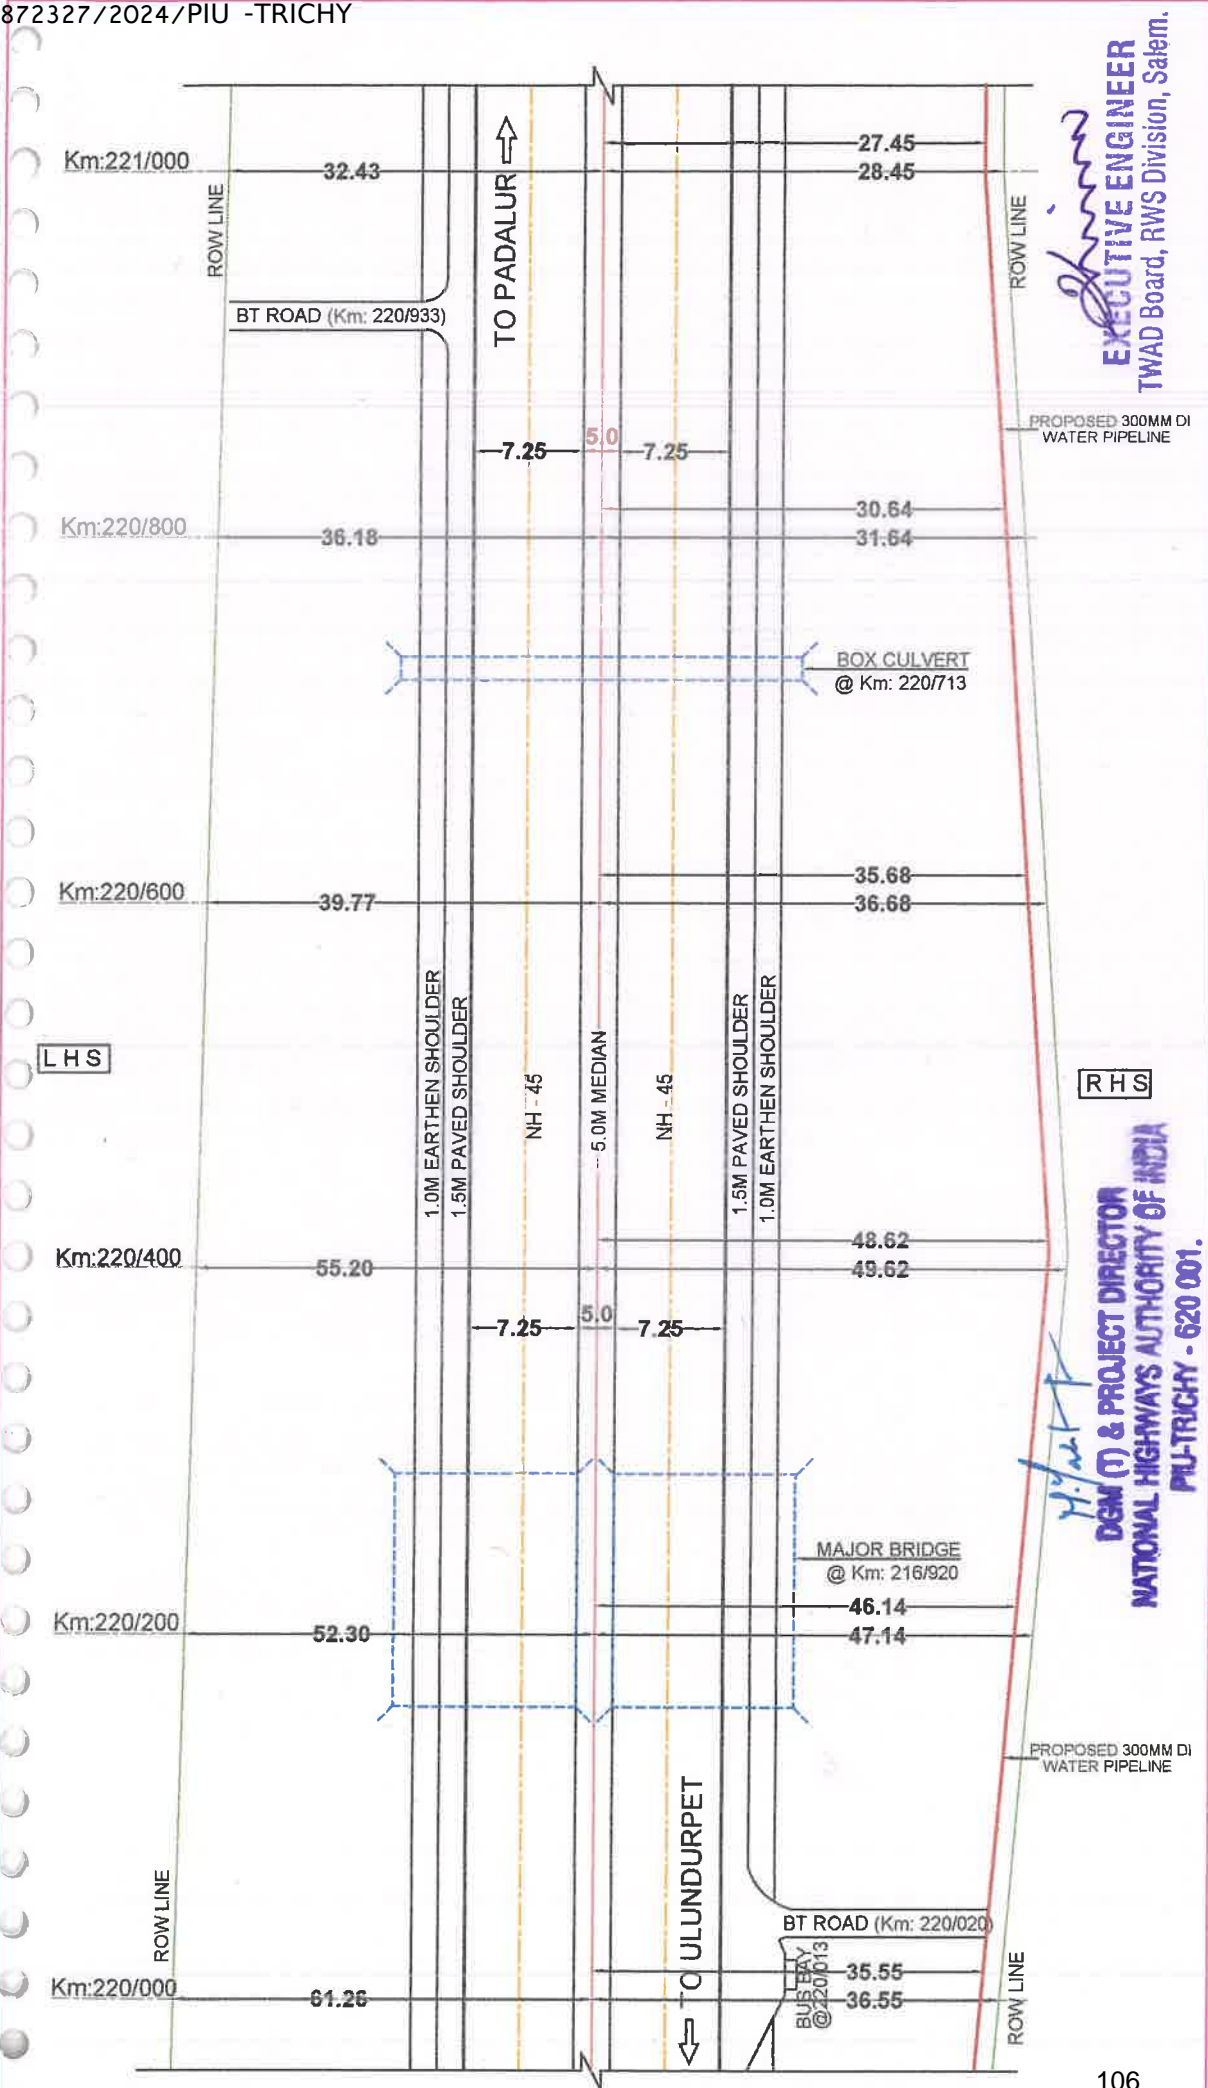 872327/2024/PIU -TRICHY
EXECUTIVE ENGINEER
TWAD Board, RWS Division, Salem.
Km:221/000
27.45
32.43
28.45
ROW LINE
ROW LINE
TO PADALUR
BT ROAD (Km: 220/933)
PROPOSED 300MM DI
WATER PIPELINE
7.25
5.0
7.25
Km:220/800
30.64
36.18
31.64
BOX CULVERT
@ Km: 220/713
Km:220/600
35.68
39.77
36.68
1.0M EARTHEN SHOULDER
1.5M PAVED SHOULDER
NH - 45
5.0M MEDIAN
NH - 45
1.5M PAVED SHOULDER
1.0M EARTHEN SHOULDER
LHS
RHS
DGM (T) & PROJECT DIRECTOR
NATIONAL HIGHWAYS AUTHORITY OF INDIA
PIU-TRICHY - 620 001.
Km:220/400
48.62
55.20
49.62
7.25
5.0
7.25
MAJOR BRIDGE
@ Km: 216/920
Km:220/200
46.14
52.30
47.14
PROPOSED 300MM DI
WATER PIPELINE
TO ULUNDURPET
ROW LINE
BT ROAD (Km: 220/020)
BUS BAY
@220/013
ROW LINE
Km:220/000
35.55
61.26
36.55
106